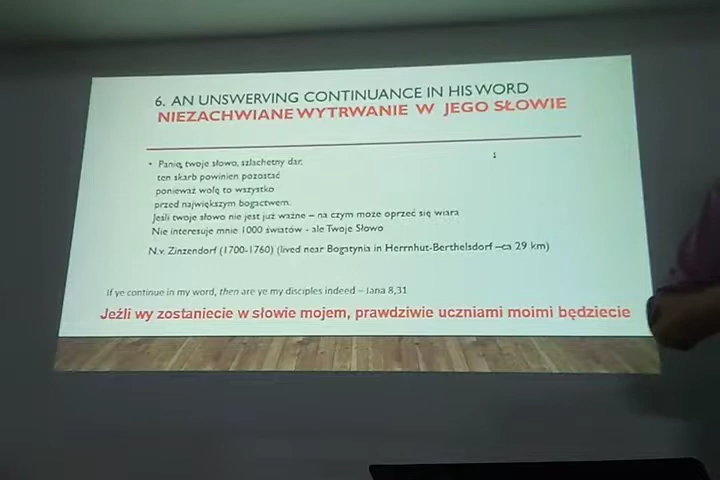 6. AN UNSWERVING CONTINUANCE IN HIS WORD
NIEZACHWIANE WYTRWANIE W JEGO SŁOWIE
• Panie, twoje słowo, szlachetny dar,
ten skarb powinien pozostać
ponieważ wolę to wszystko
przed największym bogactwem.
Jeśli twoje słowo nie jest już ważne – na czym może oprzeć się wiara
Nie interesuje mnie 1000 światów - ale Twoje Słowo
N.v. Zinzendorf (1700-1760) (lived near Bogatynia in Herrnhut-Berthelsdorf –ca 29 km)
If ye continue in my word, then are ye my disciples indeed – Jana 8,31
Jeźli wy zostaniecie w słowie mojem, prawdziwie uczniami moimi będziecie